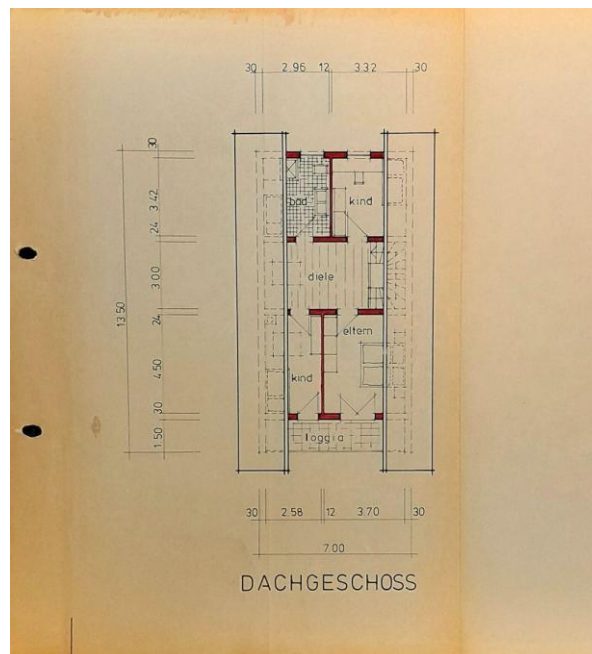 30 2.96 12 3.32 30
30
3.42
24
3.00
24
4.50
30
1.50
13.50
bad
kind
diele
eltern
kind
loggia
30 2.58 12 3.70 30
7.00
DACHGESCHOSS